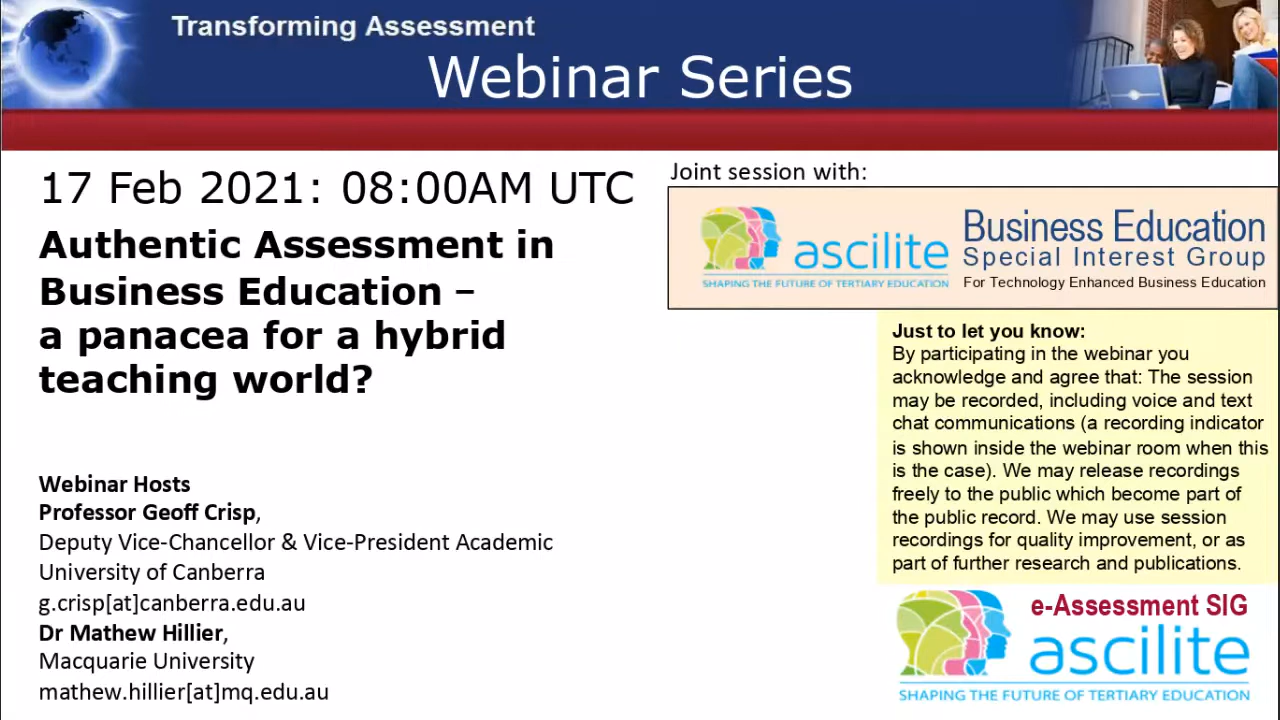 Transforming Assessment
Webinar Series
17 Feb 2021: 08:00AM UTC
Authentic Assessment in
Business Education –
a panacea for a hybrid
teaching world?
Webinar Hosts
Professor Geoff Crisp,
Deputy Vice-Chancellor & Vice-President Academic
University of Canberra
g.crisp[at]canberra.edu.au
Dr Mathew Hillier,
Macquarie University
mathew.hillier[at]mq.edu.au
Joint session with:
ascilite
SHAPING THE FUTURE OF TERTIARY EDUCATION
Business Education
Special Interest Group
For Technology Enhanced Business Education
Just to let you know:
By participating in the webinar you
acknowledge and agree that: The session
may be recorded, including voice and text
chat communications (a recording indicator
is shown inside the webinar room when this
is the case). We may release recordings
freely to the public which become part of
the public record. We may use session
recordings for quality improvement, or as
part of further research and publications.
e-Assessment SIG
ascilite
SHAPING THE FUTURE OF TERTIARY EDUCATION